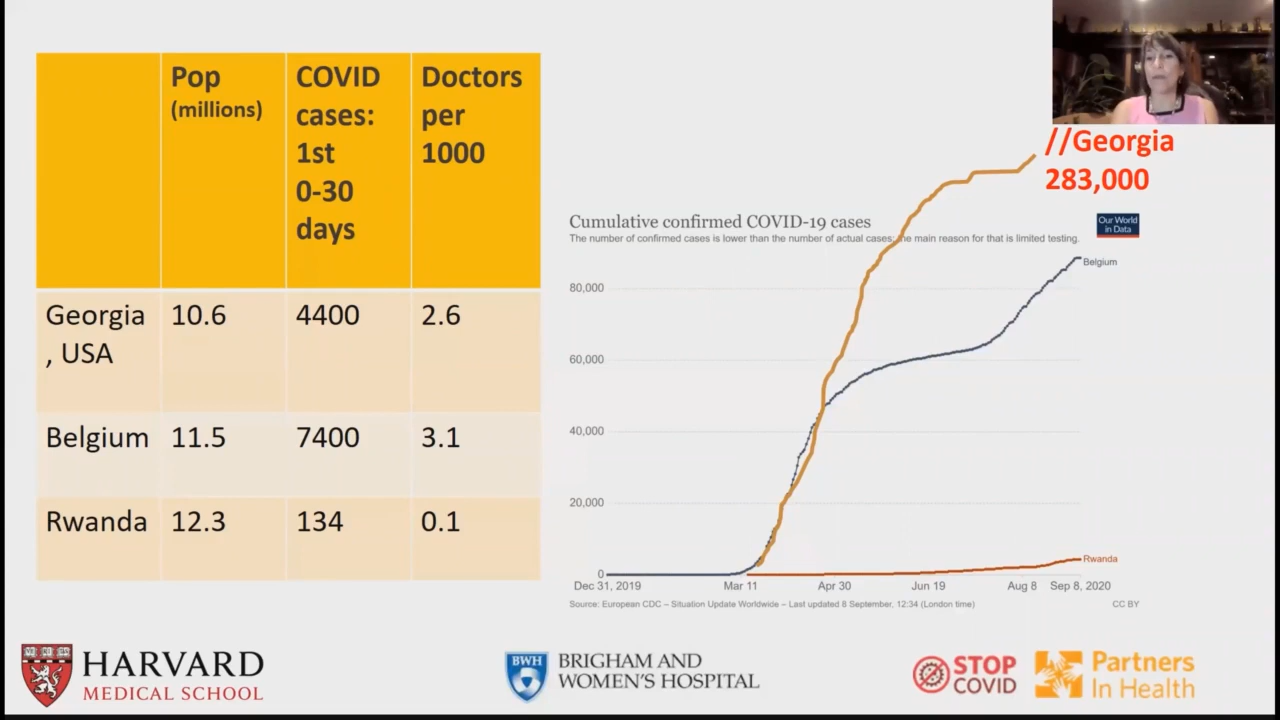 Pop
(millions)
COVID
cases:
1st
0-30
days
Doctors
per
1000
Georgia
, USA
10.6
4400
2.6
Belgium
11.5
7400
3.1
Rwanda
12.3
134
0.1
//Georgia
283,000
Cumulative confirmed COVID-19 cases
The number of confirmed cases is lower than the number of actual cases; the main reason for that is limited testing.
Our World
in Data
Belgium
80,000
60,000
40,000
20,000
0
Rwanda
Dec 31, 2019
Mar 11
Apr 30
Jun 19
Aug 8
Sep 8, 2020
Source: European CDC – Situation Update Worldwide – Last updated 8 September, 12:34 (London time)
CC BY
HARVARD
MEDICAL SCHOOL
BWH
BRIGHAM AND
WOMEN'S HOSPITAL
STOP
COVID
Partners
In Health